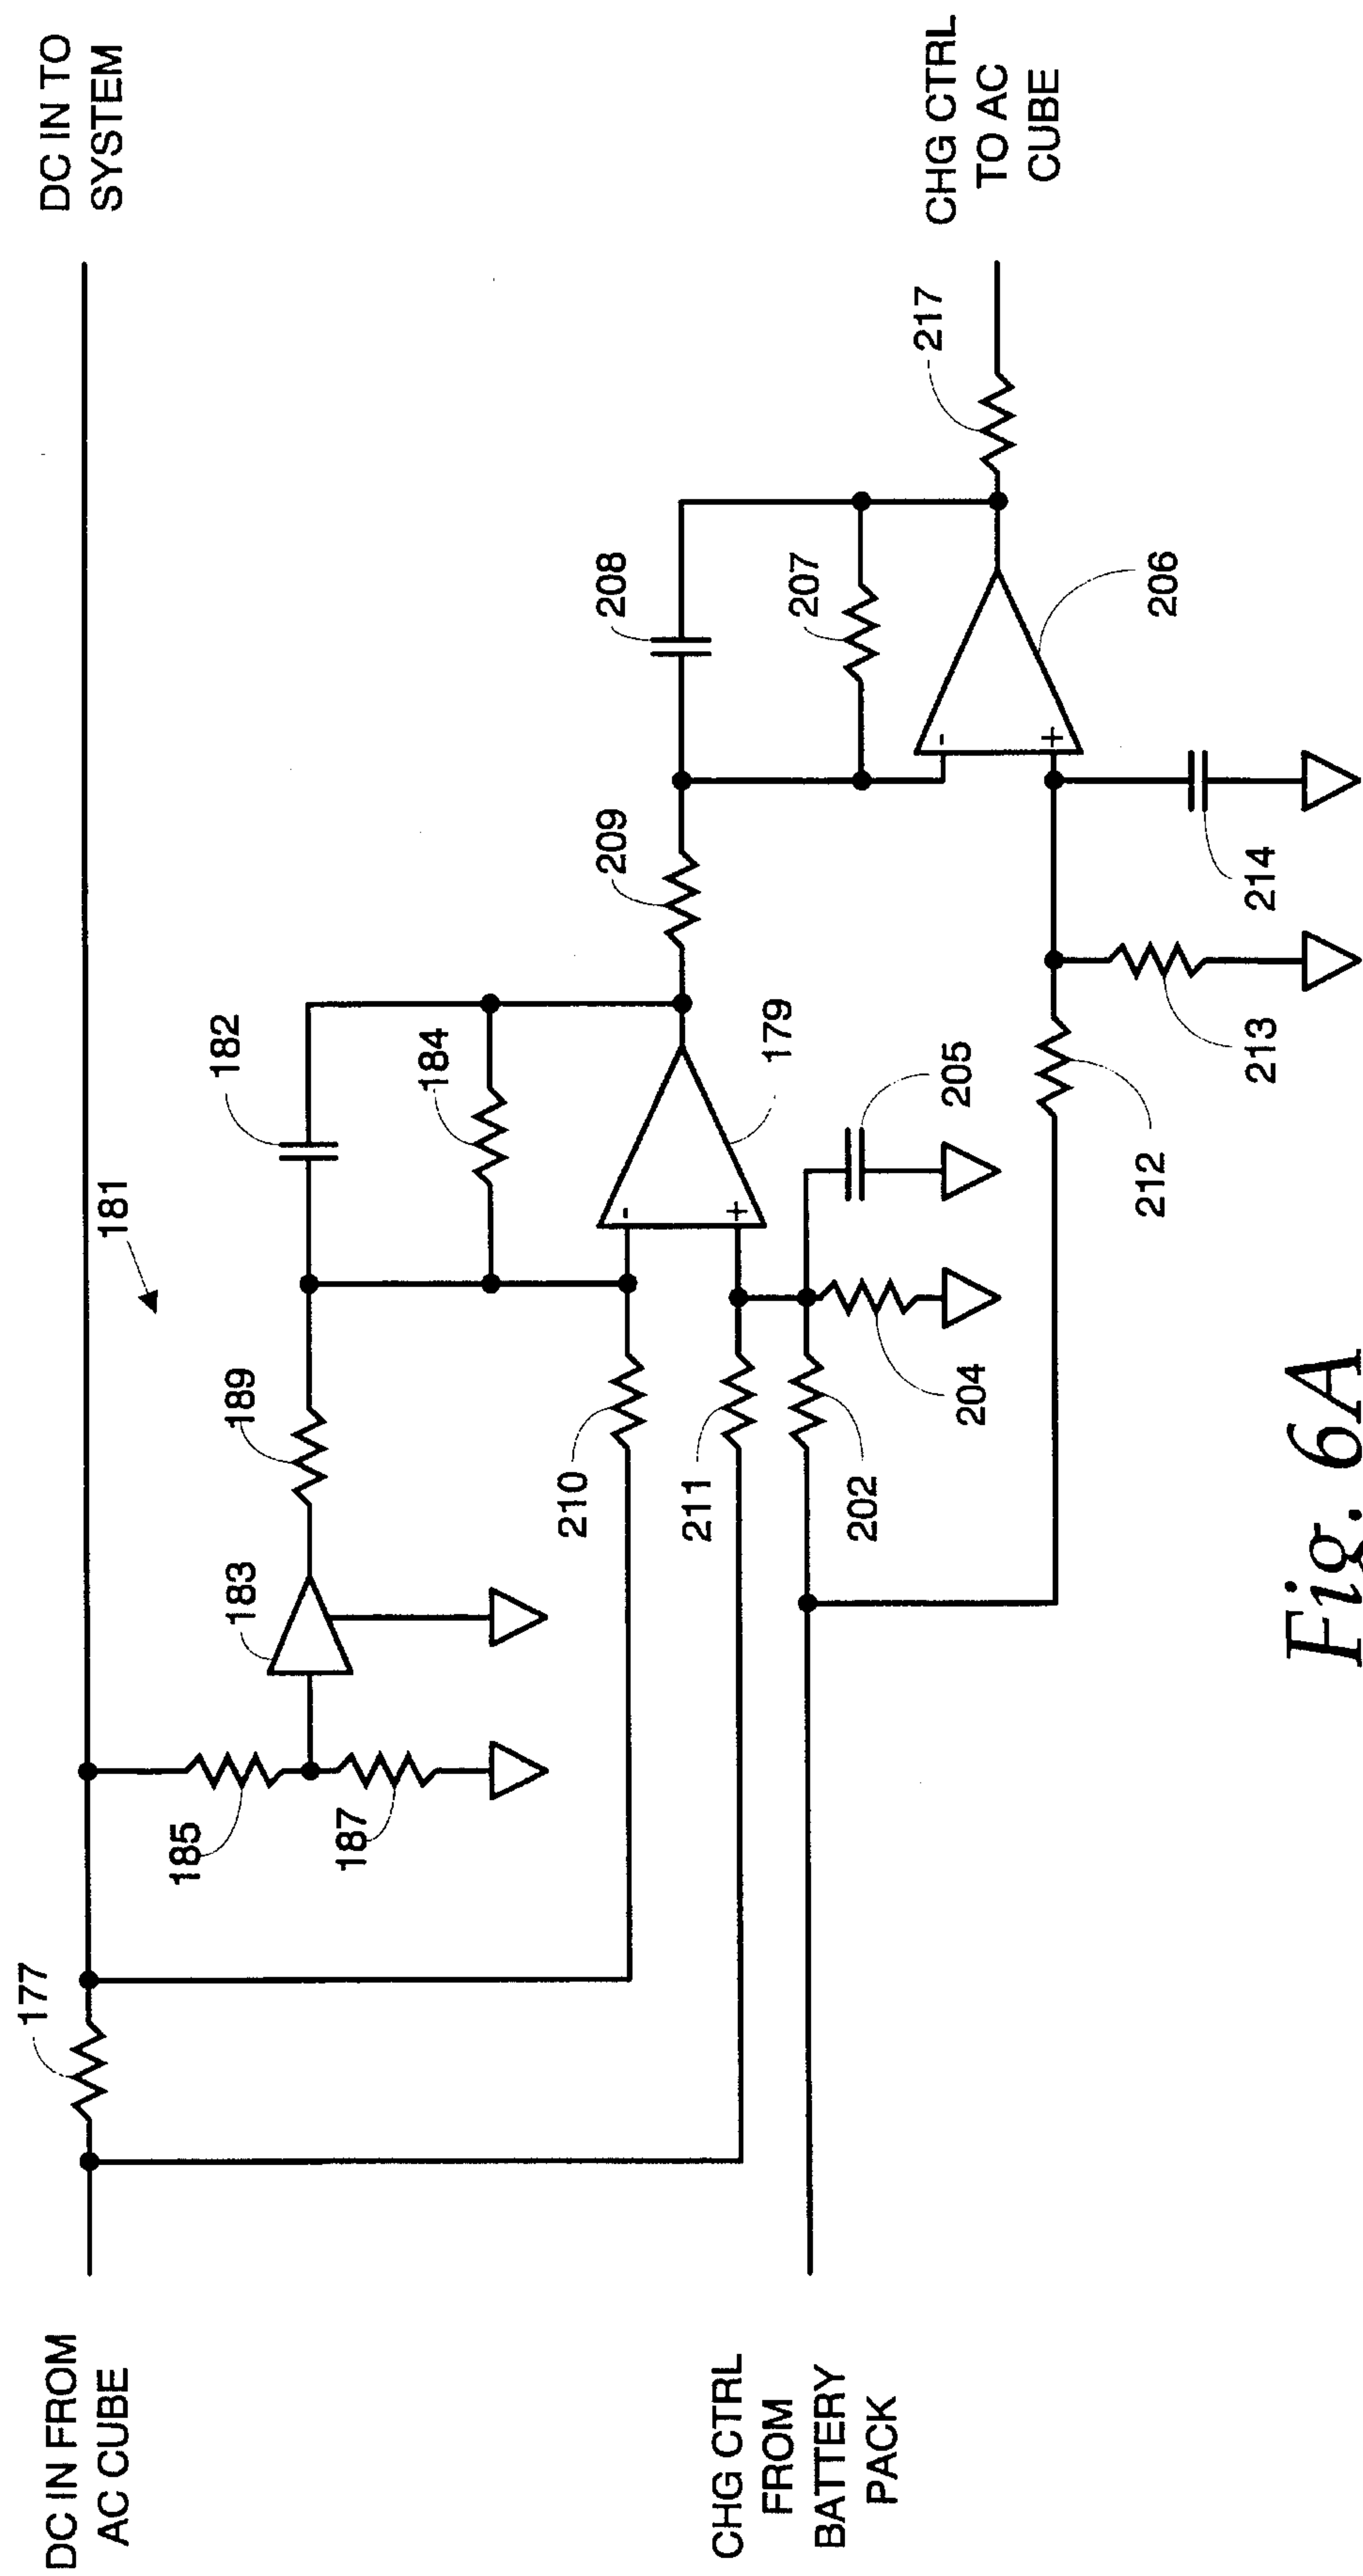 DC IN FROM
AC CUBE
177
DC IN TO
SYSTEM
181
185
187
183
189
182
184
210
211
-
+
179
209
208
207
CHG CTRL
FROM
BATTERY
PACK
202
204
205
212
213
214
-
+
206
217
CHG CTRL
TO AC
CUBE
Fig. 6A